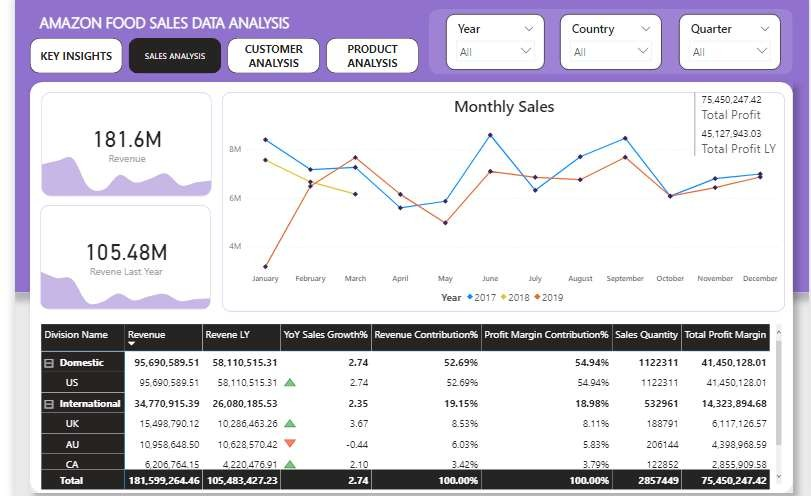 AMAZON FOOD SALES DATA ANALYSIS
KEY INSIGHTS
SALES ANALYSIS
CUSTOMER
ANALYSIS
PRODUCT
ANALYSIS
Year
All
Country
All
Quarter
All
181.6M
Revenue
105.48M
Revene Last Year
Monthly Sales
75,450,247.42
Total Profit
45,127,943.03
Total Profit LY
8M
6M
4M
January February March April May June July August September October November December
Year 2017 2018 2019
Division Name Revenue Revene LY YoY Sales Growth% Revenue Contribution% Profit Margin Contribution% Sales Quantity Total Profit Margin
Domestic 95,690,589.51 58,110,515.31 2.74 52.69% 54.94% 1122311 41,450,128.01
US 95,690,589.51 58,110,515.31 2.74 52.69% 54.94% 1122311 41,450,128.01
International 34,770,915.39 26,080,185.53 2.35 19.15% 18.98% 532961 14,323,894.68
UK 15,498,790.12 10,286,463.26 3.67 8.53% 8.11% 188791 6,117,126.57
AU 10,958,648.50 10,628,570.42 -0.44 6.03% 5.83% 206144 4,398,968.59
CA 6,206,764.15 4,220,476.91 2.10 3.42% 3.79% 122852 2,855,909.58
Total 181,599,264.46 105,483,427.23 2.74 100.00% 100.00% 2857449 75,450,247.42